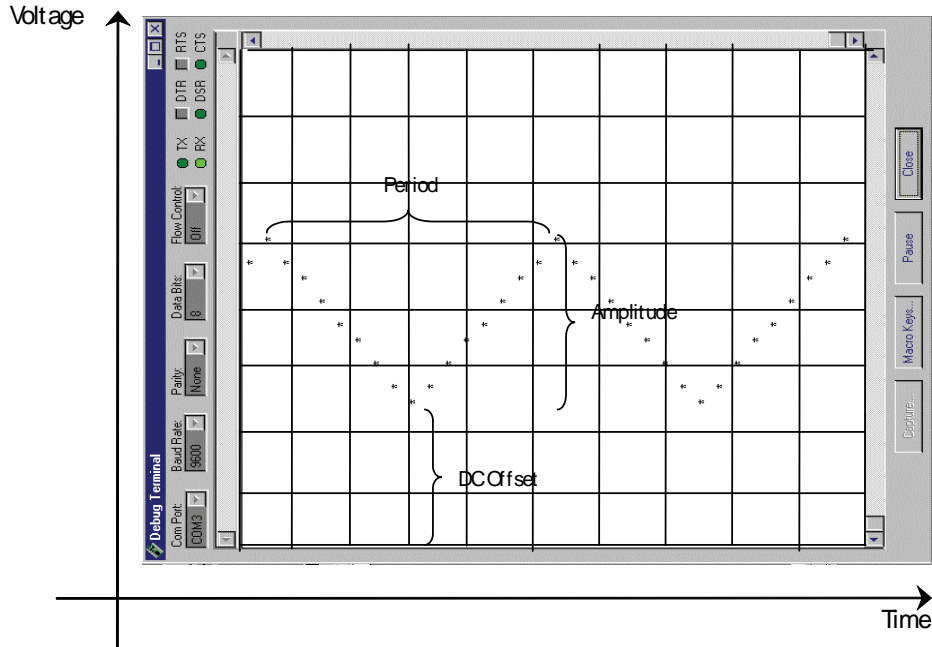 Voltage
Debug Terminal
Com Port:
COM3
Baud Rate:
9600
Parity:
None
Data Bits:
8
Flow Control:
Off
TX
RX
DTR
DSR
RTS
CTS
Period
Amplitude
DC Offset
Capture...
Macro Keys...
Pause
Close
Time